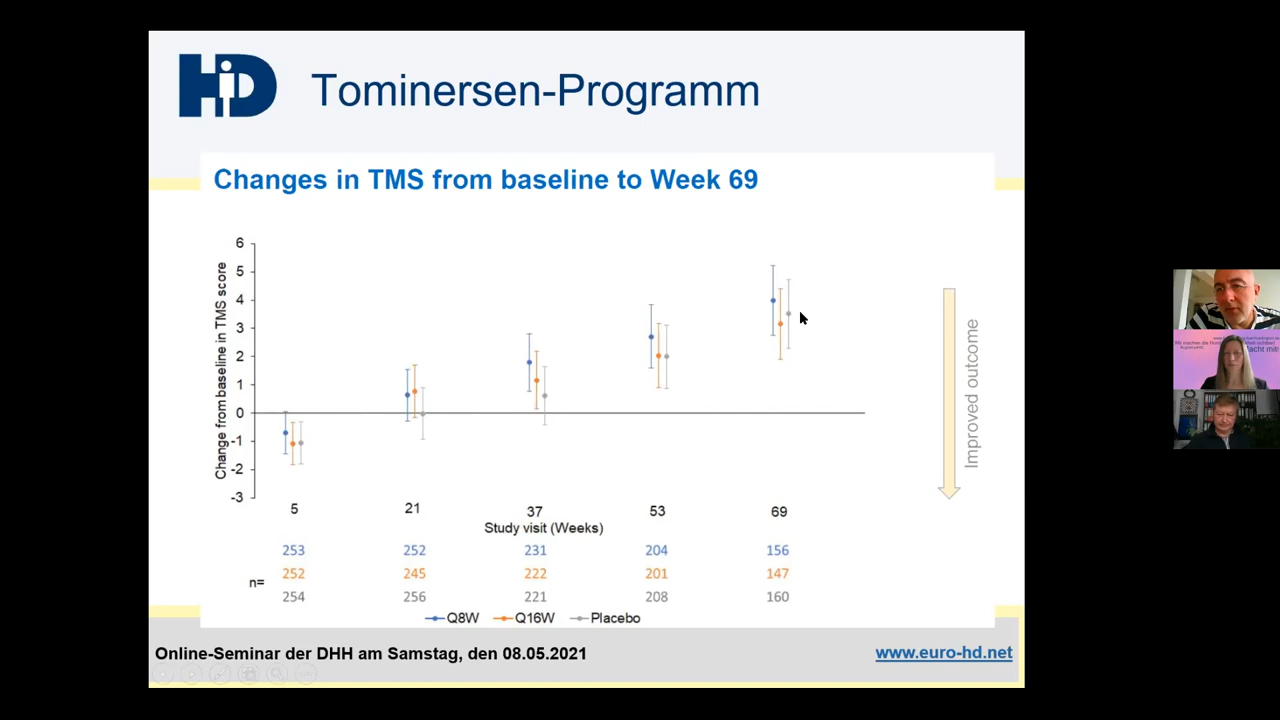 HD
Tominersen-Programm
Changes in TMS from baseline to Week 69
Change from baseline in TMS score
6
5
4
3
2
1
0
-1
-2
-3
5 21 37 53 69
Study visit (Weeks)
n=
253 252 231 204 156
252 245 222 201 147
254 256 221 208 160
Q8W Q16W Placebo
Improved outcome
Online-Seminar der DHH am Samstag, den 08.05.2021
www.euro-hd.net